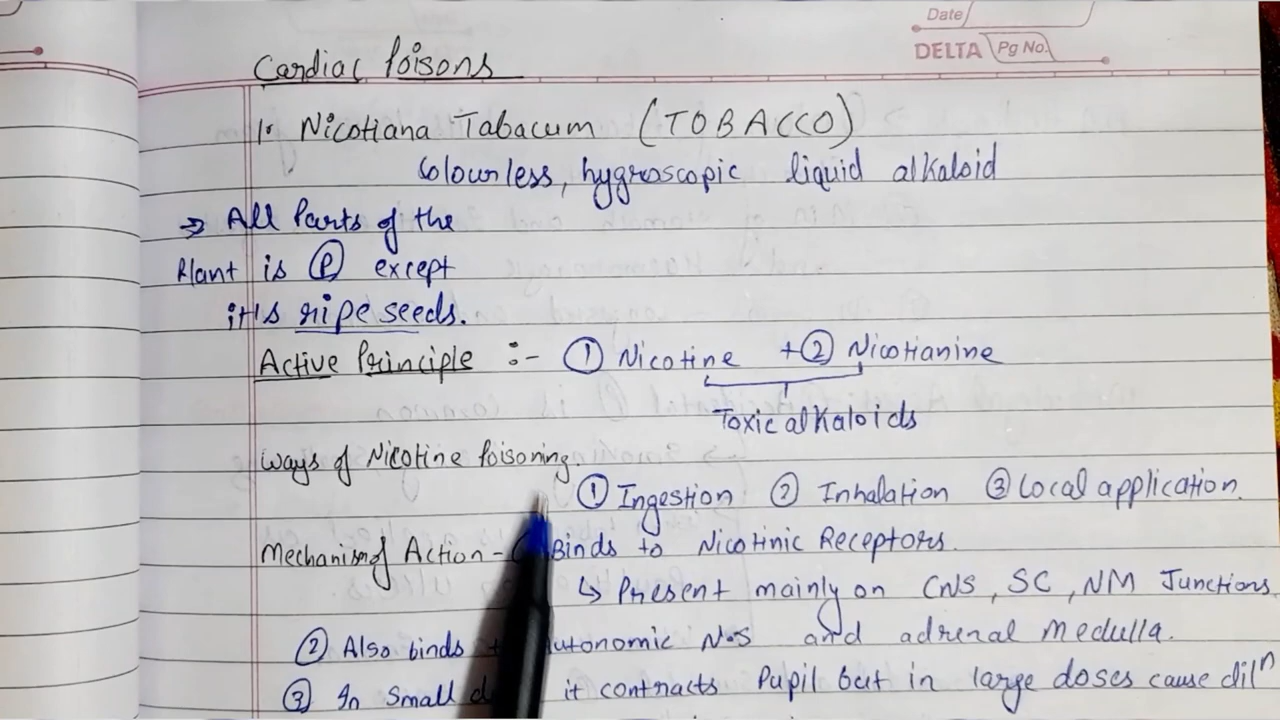 Date
DELTA Pg No.
Cardiac Poisons
1. Nicotiana Tabacum (TOBACCO)
Colourless, hygroscopic liquid alkaloid
→ All Parts of the
Plant is Ⓟ except
it's ripe seeds.
Active Principle :- ① Nicotine + ② Nicotianine
Toxic alkaloids
Ways of Nicotine Poisoning.
① Ingestion ② Inhalation ③ Local application.
Mechanism of Action - Binds to Nicotinic Receptors.
↳ Present mainly on CNS, SC, NM Junctions
② Also binds Autonomic N.S and adrenal Medulla.
③ In Small it contracts Pupil but in large doses cause dilⁿ